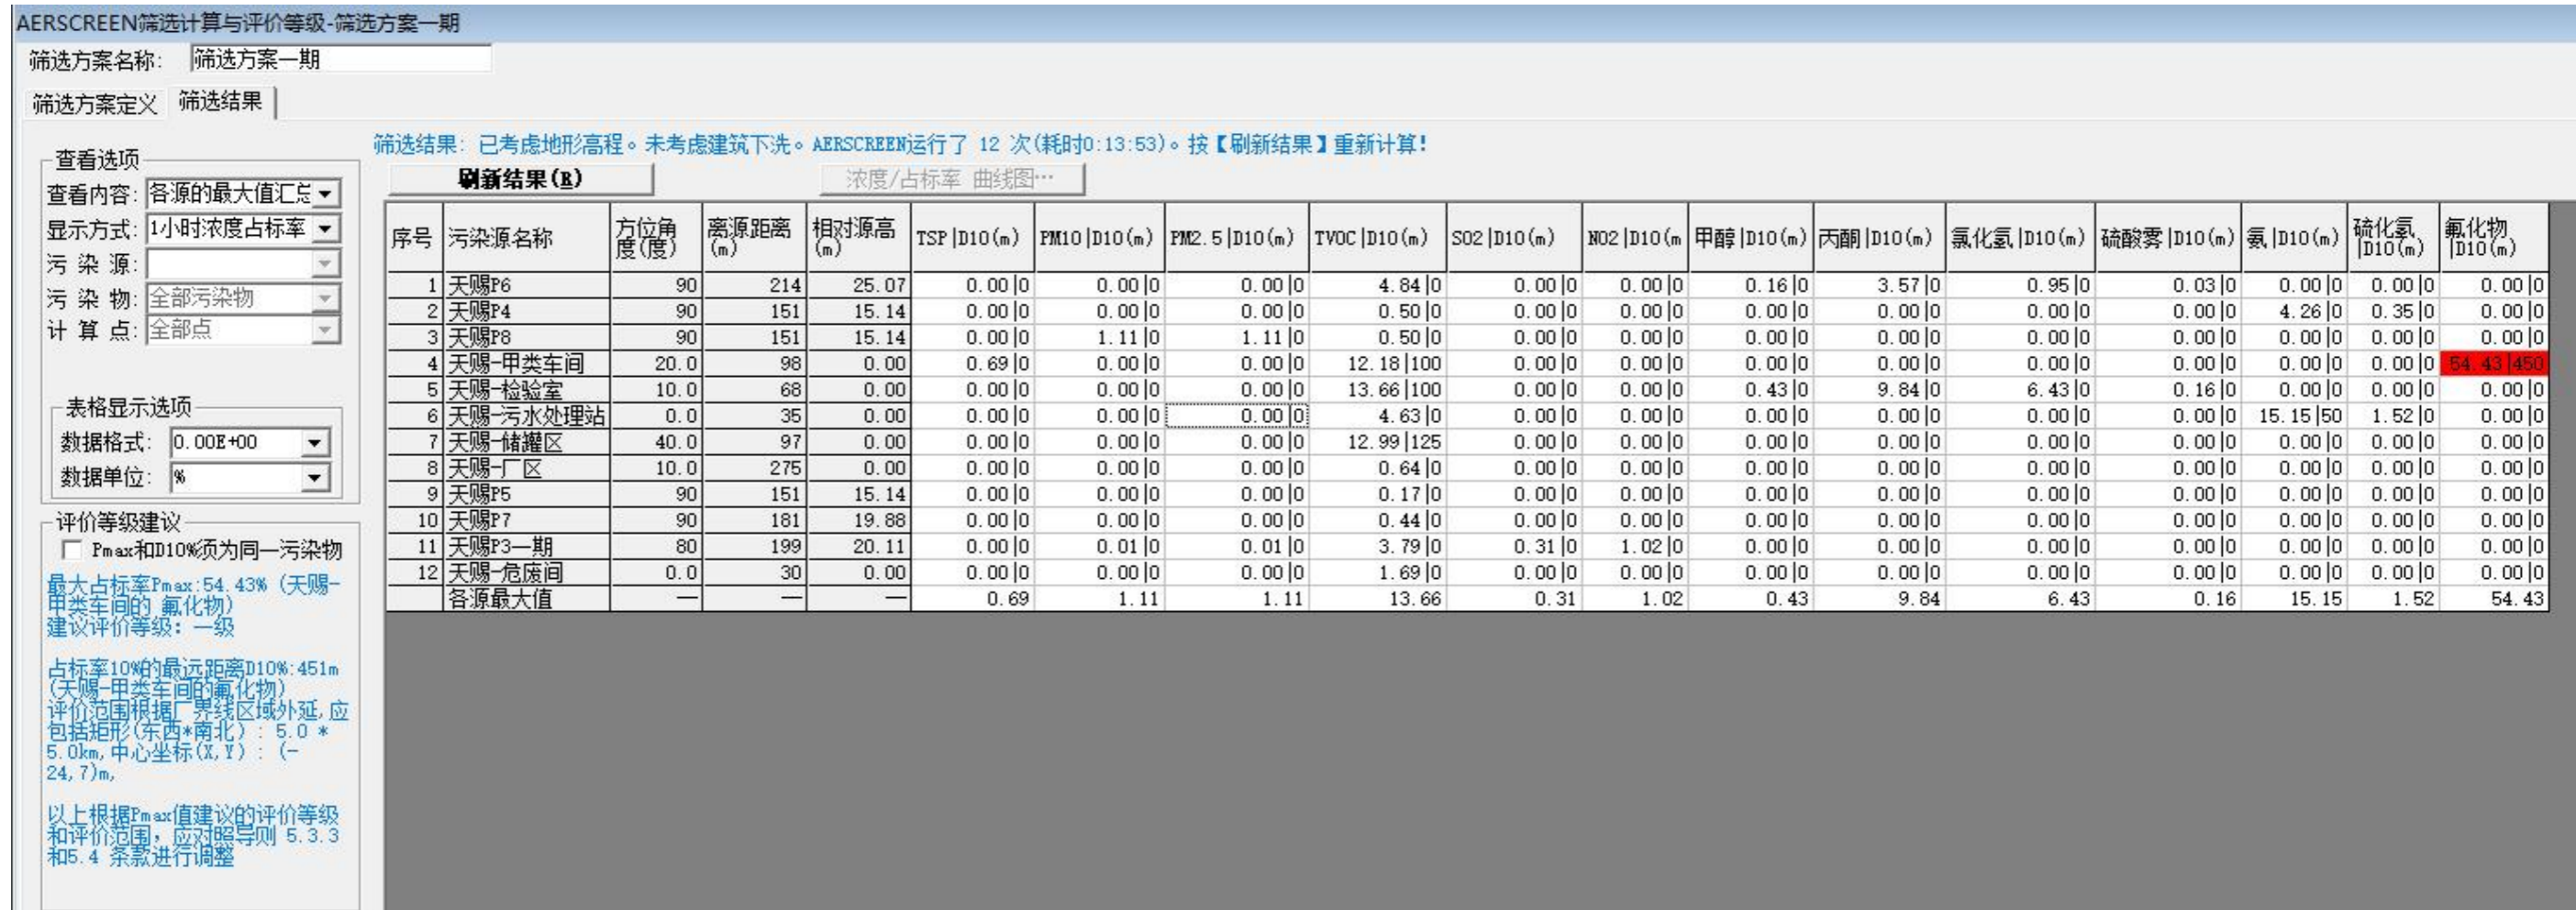 AERSCREEN筛选计算与评价等级-筛选方案一期
筛选方案名称: 筛选方案一期
筛选方案定义 筛选结果
筛选结果: 已考虑地形高程。未考虑建筑下洗。AERSCREEN运行了 12 次(耗时0:13:53)。按【刷新结果】重新计算!
刷新结果(R) 浓度/占标率 曲线图…
查看选项
查看内容: 各源的最大值汇总
显示方式: 1小时浓度占标率
污 染 源:
污 染 物: 全部污染物
计 算 点: 全部点
表格显示选项
数据格式: 0.00E+00
数据单位: %
评价等级建议
Pmax和D10%须为同一污染物
最大占标率Pmax:54.43% (天赐-
甲类车间的 氟化物)
建议评价等级: 一级
占标率10%的最远距离D10%:451m
(天赐-甲类车间的氟化物)
评价范围根据厂界线区域外延,应
包括矩形(东西*南北) : 5.0 *
5.0km,中心坐标(X,Y) : (-
24,7)m,
以上根据Pmax值建议的评价等级
和评价范围,应对照导则 5.3.3
和5.4 条款进行调整
序号 污染源名称 方位角度(度) 离源距离(m) 相对源高(m) TSP|D10(m) PM10|D10(m) PM2.5|D10(m) TVOC|D10(m) SO2|D10(m) NO2|D10(m 甲醇|D10(m) 丙酮|D10(m) 氯化氢|D10(m) 硫酸雾|D10(m) 氨|D10(m) 硫化氢|D10(m) 氟化物|D10(m)
1 天赐P6 90 214 25.07 0.00|0 0.00|0 0.00|0 4.84|0 0.00|0 0.00|0 0.16|0 3.57|0 0.95|0 0.03|0 0.00|0 0.00|0 0.00|0
2 天赐P4 90 151 15.14 0.00|0 0.00|0 0.00|0 0.50|0 0.00|0 0.00|0 0.00|0 0.00|0 0.00|0 0.00|0 4.26|0 0.35|0 0.00|0
3 天赐P8 90 151 15.14 0.00|0 1.11|0 1.11|0 0.50|0 0.00|0 0.00|0 0.00|0 0.00|0 0.00|0 0.00|0 0.00|0 0.00|0 0.00|0
4 天赐-甲类车间 20.0 98 0.00 0.69|0 0.00|0 0.00|0 12.18|100 0.00|0 0.00|0 0.00|0 0.00|0 0.00|0 0.00|0 0.00|0 0.00|0 54.43|450
5 天赐-检验室 10.0 68 0.00 0.00|0 0.00|0 0.00|0 13.66|100 0.00|0 0.00|0 0.43|0 9.84|0 6.43|0 0.16|0 0.00|0 0.00|0 0.00|0
6 天赐-污水处理站 0.0 35 0.00 0.00|0 0.00|0 0.00|0 4.63|0 0.00|0 0.00|0 0.00|0 0.00|0 0.00|0 0.00|0 15.15|50 1.52|0 0.00|0
7 天赐-储罐区 40.0 97 0.00 0.00|0 0.00|0 0.00|0 12.99|125 0.00|0 0.00|0 0.00|0 0.00|0 0.00|0 0.00|0 0.00|0 0.00|0 0.00|0
8 天赐-厂区 10.0 275 0.00 0.00|0 0.00|0 0.00|0 0.64|0 0.00|0 0.00|0 0.00|0 0.00|0 0.00|0 0.00|0 0.00|0 0.00|0 0.00|0
9 天赐P5 90 151 15.14 0.00|0 0.00|0 0.00|0 0.17|0 0.00|0 0.00|0 0.00|0 0.00|0 0.00|0 0.00|0 0.00|0 0.00|0 0.00|0
10 天赐P7 90 181 19.88 0.00|0 0.00|0 0.00|0 0.44|0 0.00|0 0.00|0 0.00|0 0.00|0 0.00|0 0.00|0 0.00|0 0.00|0 0.00|0
11 天赐P3一期 80 199 20.11 0.00|0 0.01|0 0.01|0 3.79|0 0.31|0 1.02|0 0.00|0 0.00|0 0.00|0 0.00|0 0.00|0 0.00|0 0.00|0
12 天赐-危废间 0.0 30 0.00 0.00|0 0.00|0 0.00|0 1.69|0 0.00|0 0.00|0 0.00|0 0.00|0 0.00|0 0.00|0 0.00|0 0.00|0 0.00|0
各源最大值 — — — 0.69 1.11 1.11 13.66 0.31 1.02 0.43 9.84 6.43 0.16 15.15 1.52 54.43